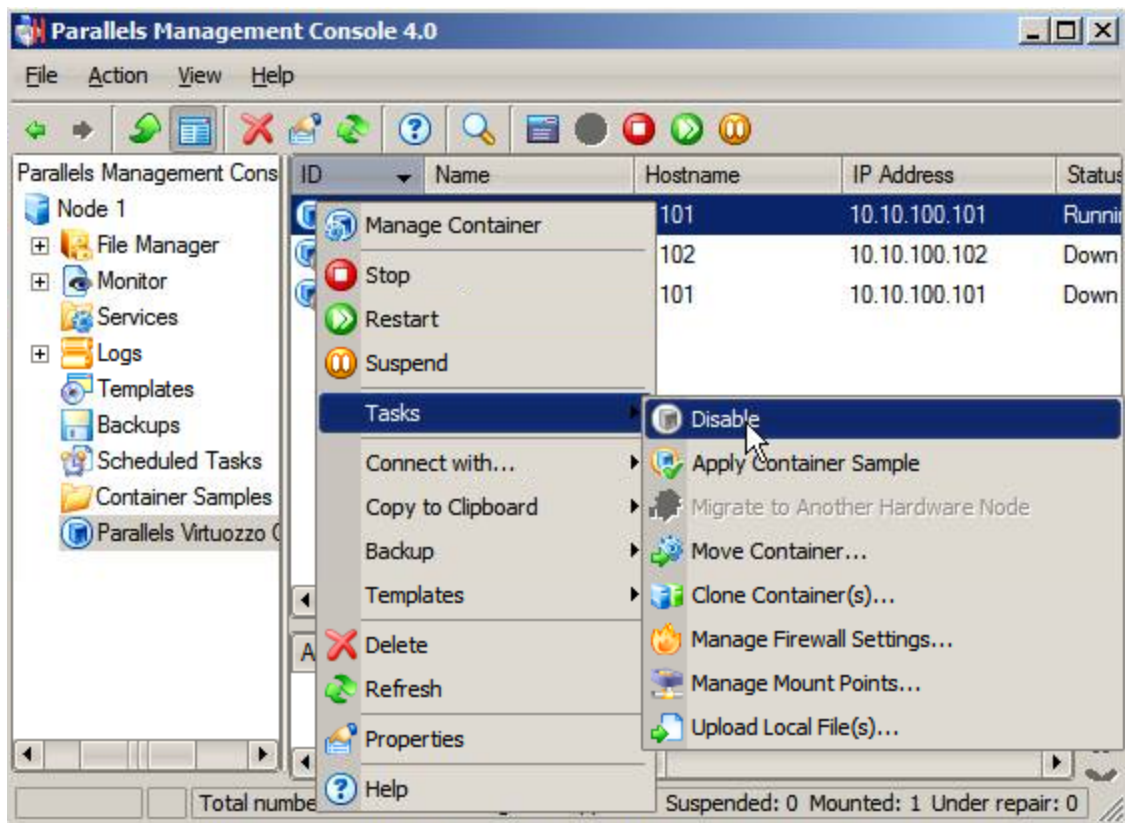 Parallels Management Console 4.0
File Action View Help
Parallels Management Cons
ID Name Hostname IP Address Status
Node 1
File Manager
Monitor
Services
Logs
Templates
Backups
Scheduled Tasks
Container Samples
Parallels Virtuozzo
101 10.10.100.101 Runnin
102 10.10.100.102 Down
101 10.10.100.101 Down
Manage Container
Stop
Restart
Suspend
Tasks
Connect with...
Copy to Clipboard
Backup
Templates
Delete
Refresh
Properties
Help
Disable
Apply Container Sample
Migrate to Another Hardware Node
Move Container...
Clone Container(s)...
Manage Firewall Settings...
Manage Mount Points...
Upload Local File(s)...
A
Total numbe Suspended: 0 Mounted: 1 Under repair: 0